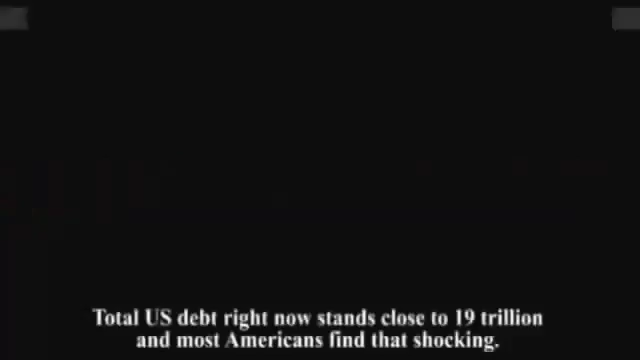 Total US debt right now stands close to 19 trillion
and most Americans find that shocking.